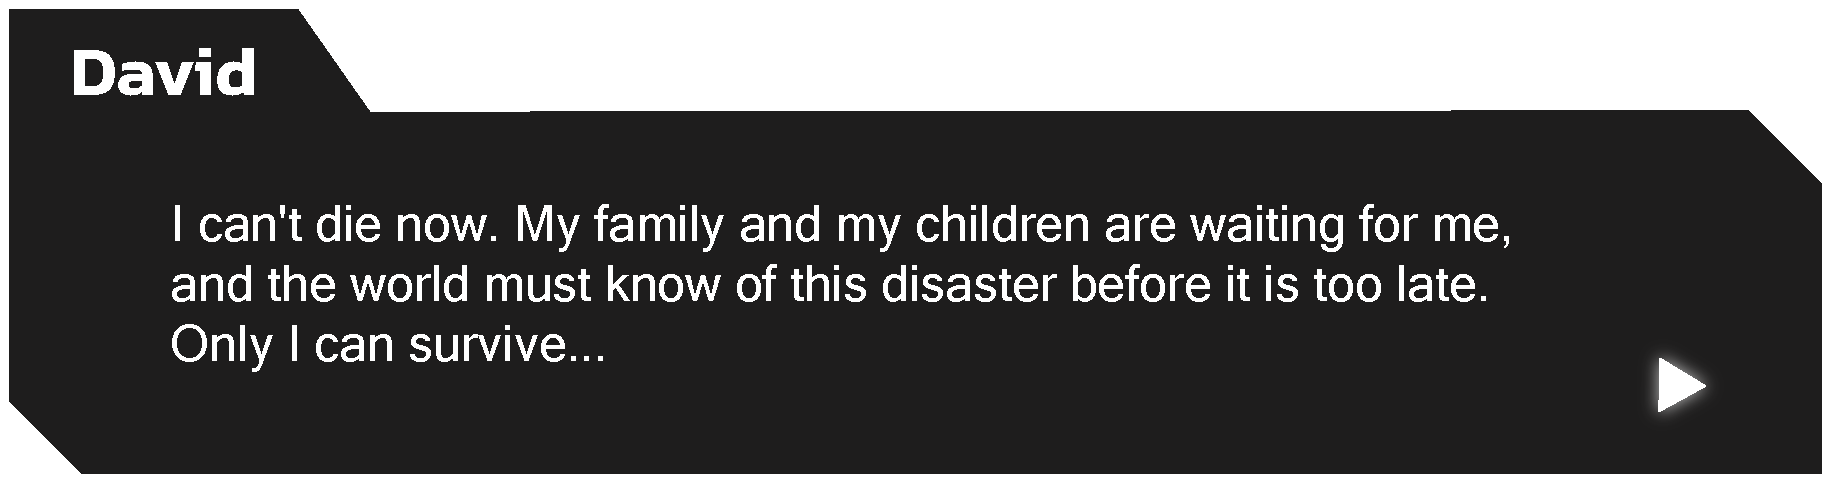 David
I can't die now. My family and my children are waiting for me,
and the world must know of this disaster before it is too late.
Only I can survive...